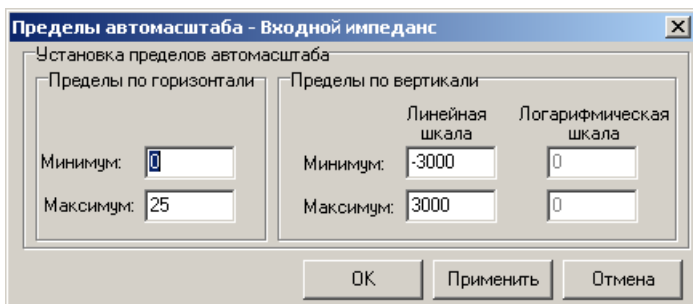 Пределы автомасштаба - Входной импеданс
Установка пределов автомасштаба
Пределы по горизонтали
Минимум: 0
Максимум: 25
Пределы по вертикали
Линейная шкала
Логарифмическая шкала
Минимум: -3000 0
Максимум: 3000 0
OK Применить Отмена